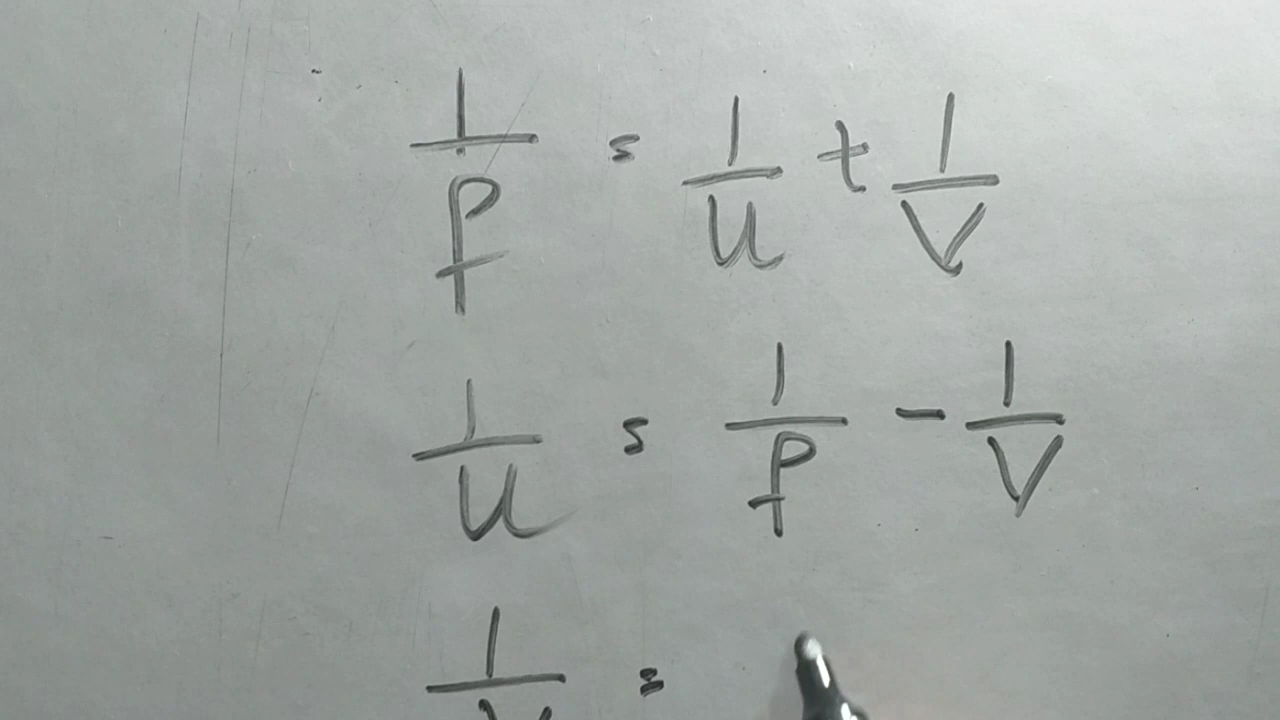 1/f = 1/u + 1/v
1/u = 1/f - 1/v
1/v =